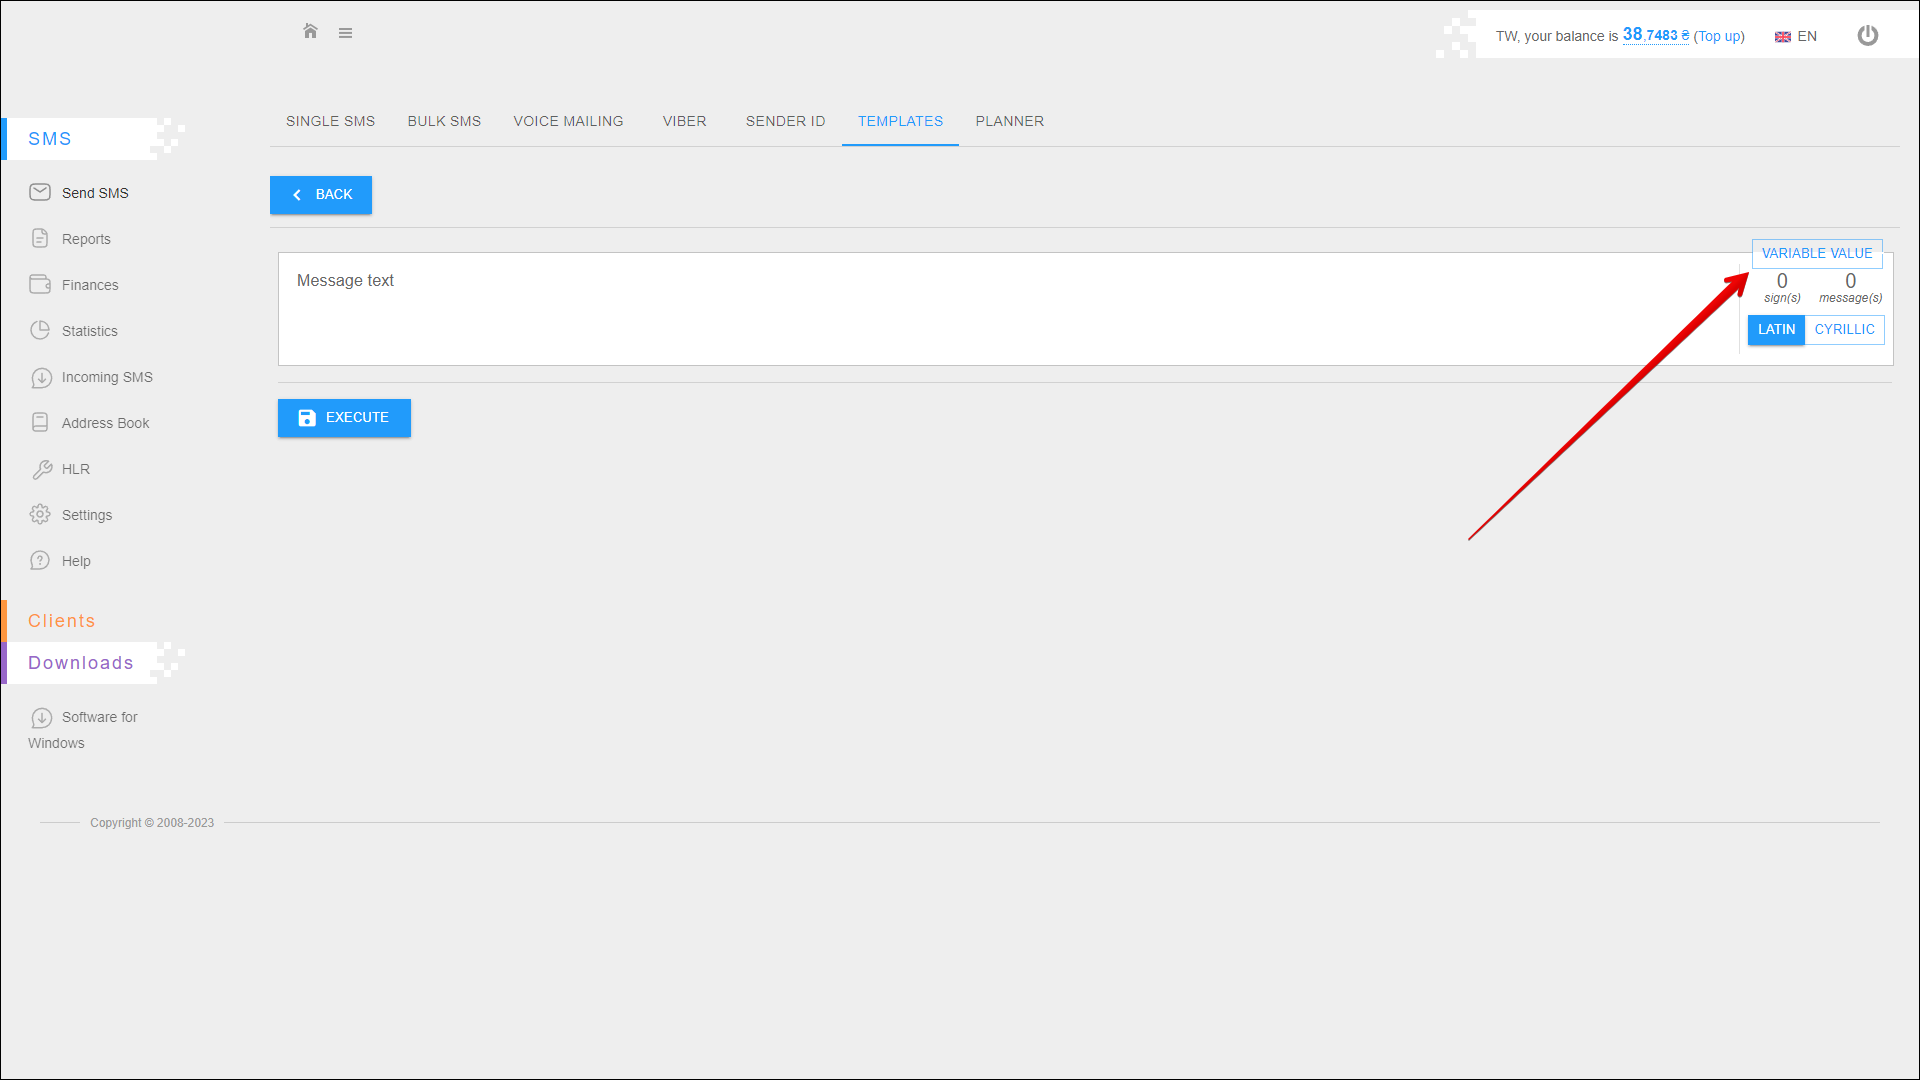 TW, your balance is 38,7483 ₴ (Top up)
EN
SMS
SINGLE SMS
BULK SMS
VOICE MAILING
VIBER
SENDER ID
TEMPLATES
PLANNER
Send SMS
Reports
Finances
Statistics
Incoming SMS
Address Book
HLR
Settings
Help
BACK
VARIABLE VALUE
Message text
0
sign(s)
0
message(s)
LATIN
CYRILLIC
EXECUTE
Clients
Downloads
Software for
Windows
Copyright © 2008-2023